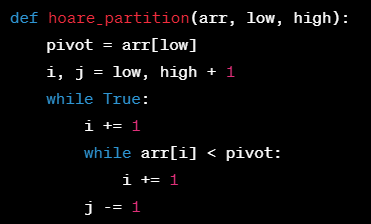 def hoare_partition(arr, low, high):
    pivot = arr[low]
    i, j = low, high + 1
    while True:
        i += 1
        while arr[i] < pivot:
            i += 1
        j -= 1